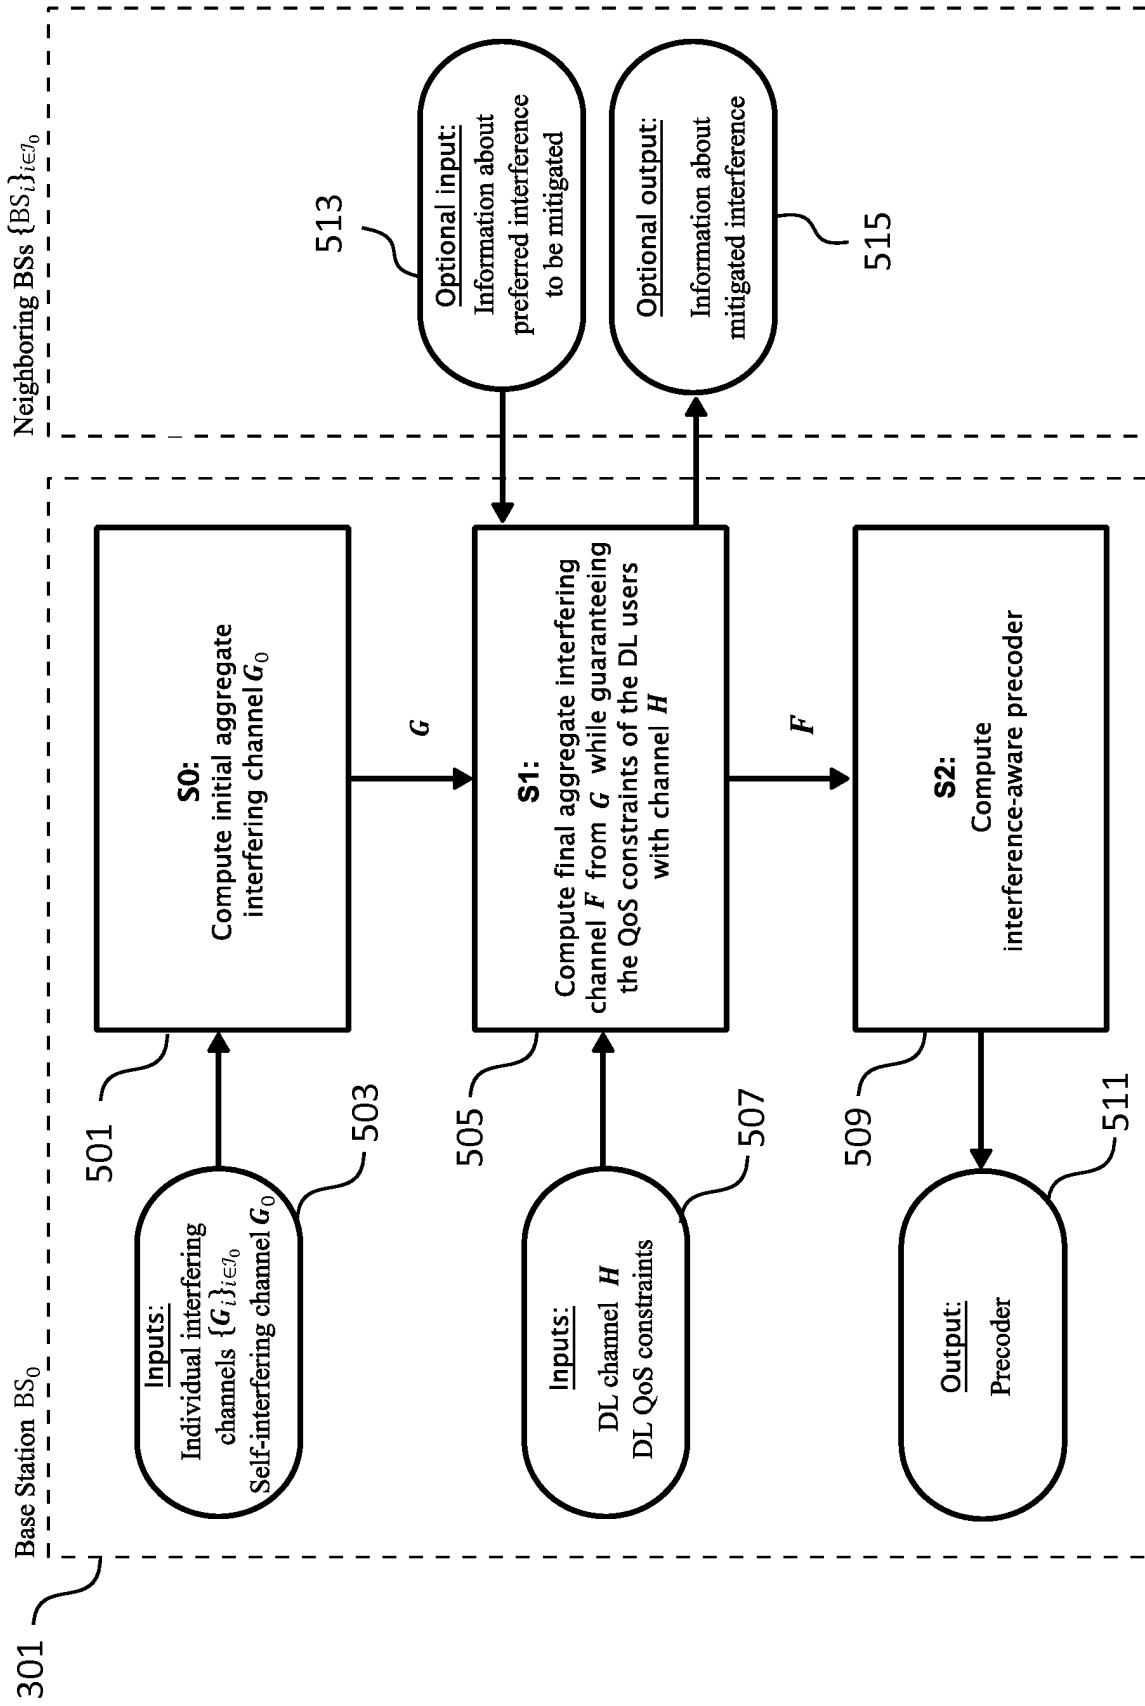 301
Base Station BS₀
Neighboring BSs {BSᵢ}ᵢ∈𝓘₀
Inputs:
Individual interfering
channels {𝑮ᵢ}ᵢ∈𝓘₀
Self-interfering channel 𝑮₀
503
501
S0:
Compute initial aggregate
interfering channel 𝑮₀
𝑮
513
Optional input:
Information about
preferred interference
to be mitigated
Inputs:
DL channel 𝑯
DL QoS constraints
507
505
S1:
Compute final aggregate interfering
channel 𝑭 from 𝑮 while guaranteeing
the QoS constraints of the DL users
with channel 𝑯
𝑭
Optional output:
Information about
mitigated interference
515
509
S2:
Compute
interference-aware precoder
Output:
Precoder
511